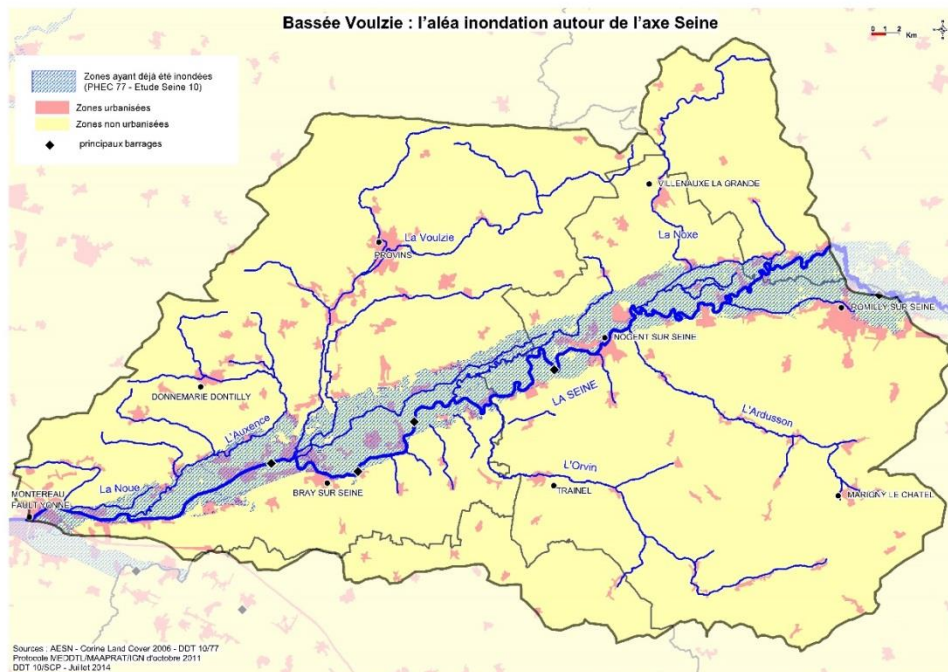 Bassée Voulzie : l'aléa inondation autour de l'axe Seine
0 1 2
Km
Zones ayant déjà été inondées
(PHEC 77 - Etude Seine 10)
Zones urbanisées
Zones non urbanisées
principaux barrages
VILLENAUXE LA GRANDE
La Noxe
La Voulzie
PROVINS
ROMILLY SUR SEINE
NOGENT SUR SEINE
DONNEMARIE DONTILLY
LA SEINE
L'Ardusson
L'Auxence
L'Orvin
La Noue
BRAY SUR SEINE
TRAINEL
MARIGNY LE CHATEL
MONTEREAU
FAULT YONNE
Sources : AESN - Corine Land Cover 2006 - DDT 10/77
Protocole MEDDTL/MAAPRAT/IGN d'octobre 2011
DDT 10/SCP - Juillet 2014